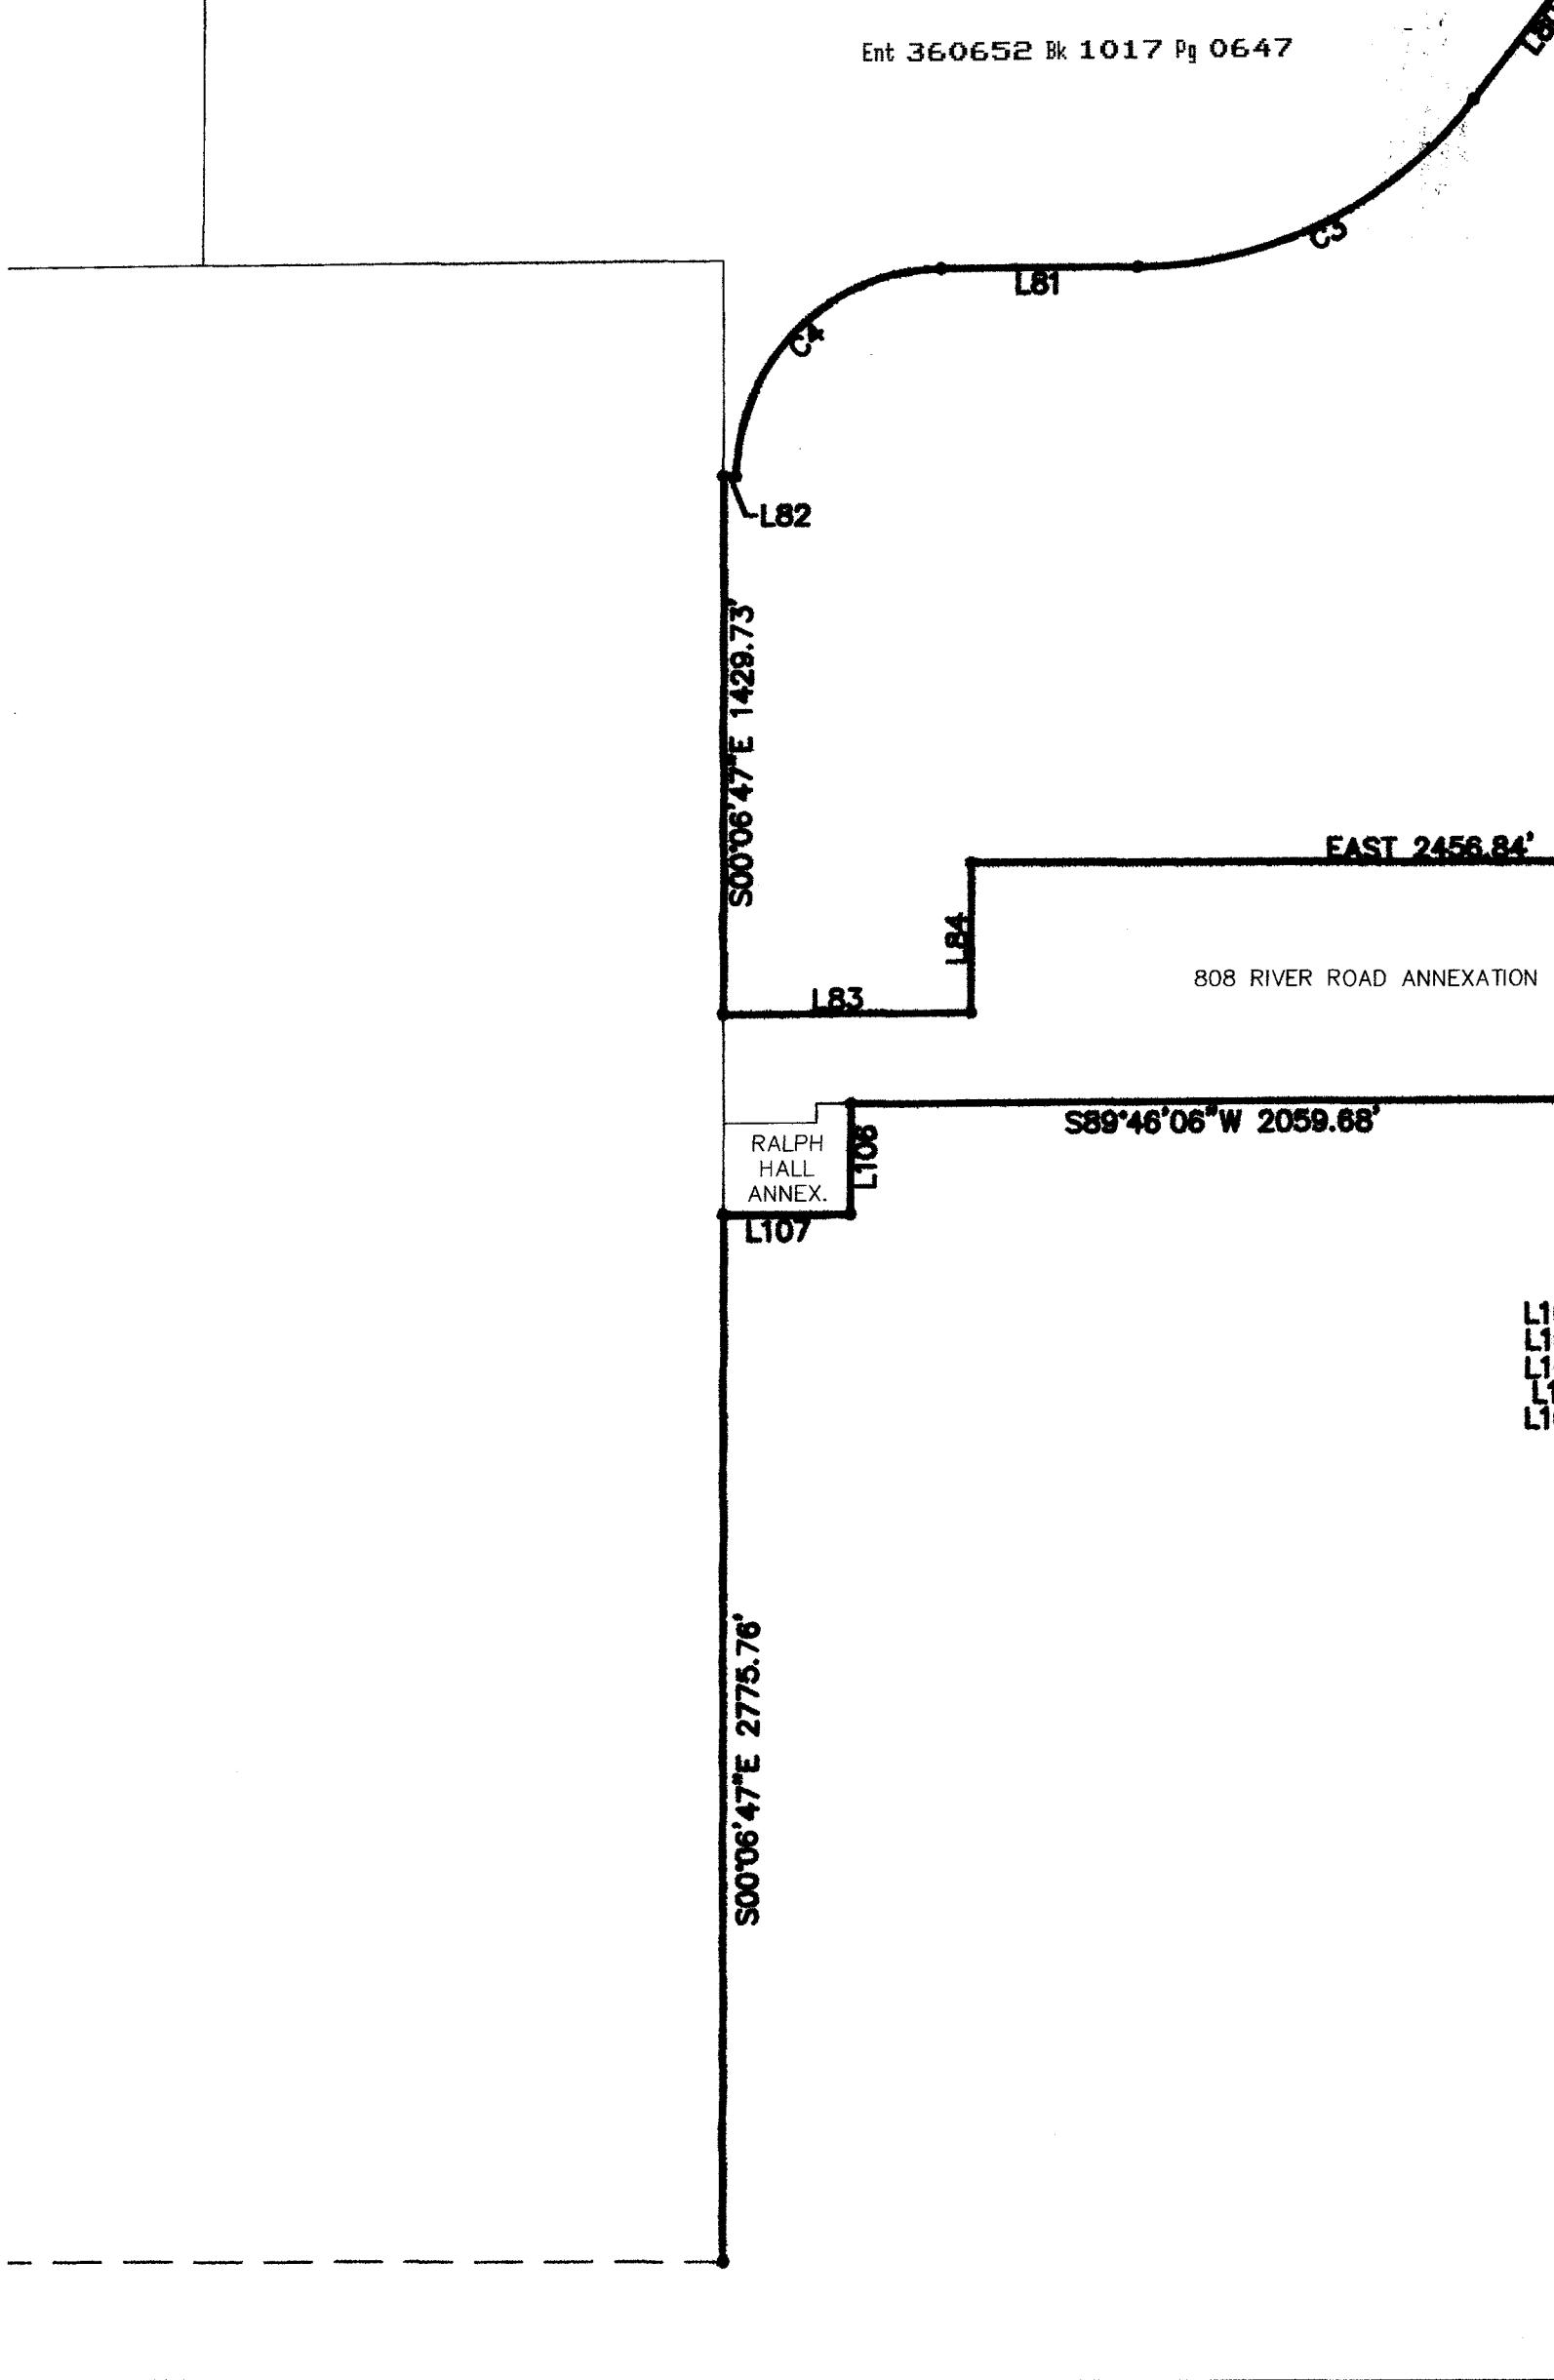 Ent 360652 Bk 1017 Pg 0647
C3
L81
C4
L82
S00°06'47"E 1429.73'
EAST 2456.84'
L84
808 RIVER ROAD ANNEXATION
L83
S89°46'06"W 2059.68'
L106
RALPH
HALL
ANNEX.
L107
S00°06'47"E 2775.76'